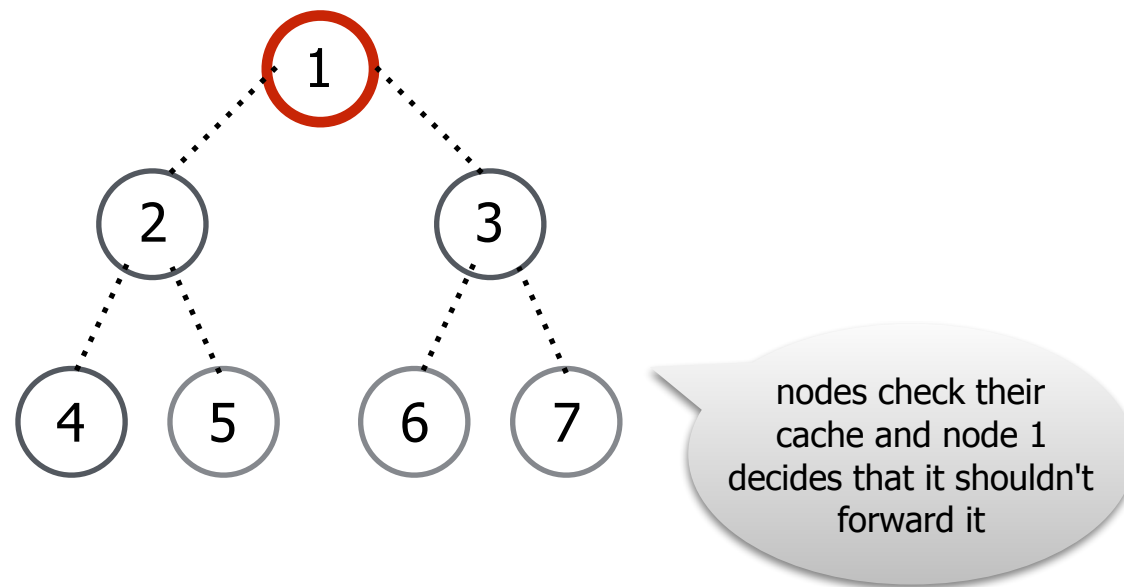 1
2
3
4
5
6
7
nodes check their
cache and node 1
decides that it shouldn't
forward it